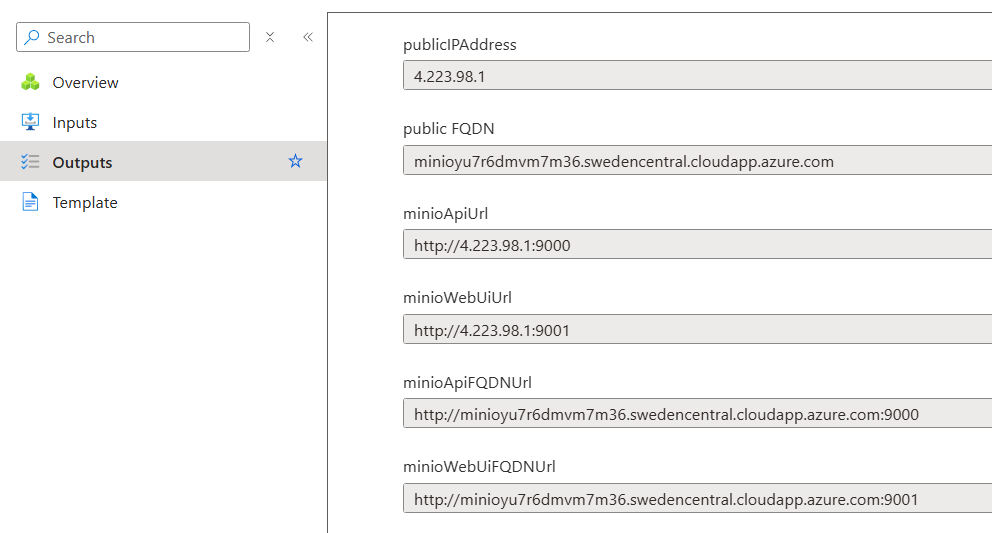 Search
Overview
Inputs
Outputs
Template
publicIPAddress
4.223.98.1
public FQDN
minioyu7r6dmvm7m36.swedencentral.cloudapp.azure.com
minioApiUrl
http://4.223.98.1:9000
minioWebUiUrl
http://4.223.98.1:9001
minioApiFQDNUrl
http://minioyu7r6dmvm7m36.swedencentral.cloudapp.azure.com:9000
minioWebUiFQDNUrl
http://minioyu7r6dmvm7m36.swedencentral.cloudapp.azure.com:9001